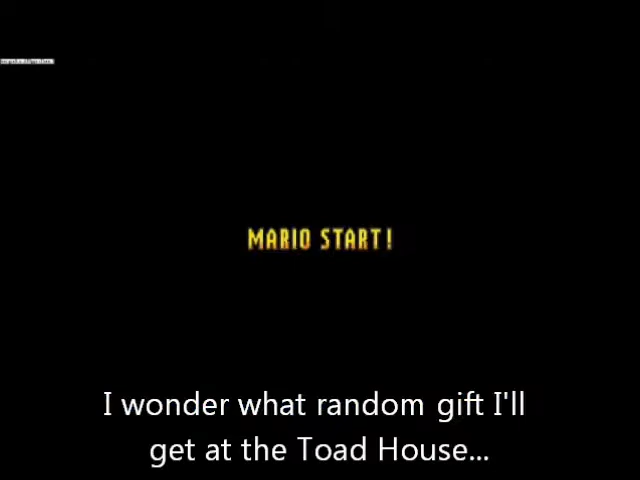 MARIO START!
I wonder what random gift I'll
get at the Toad House...